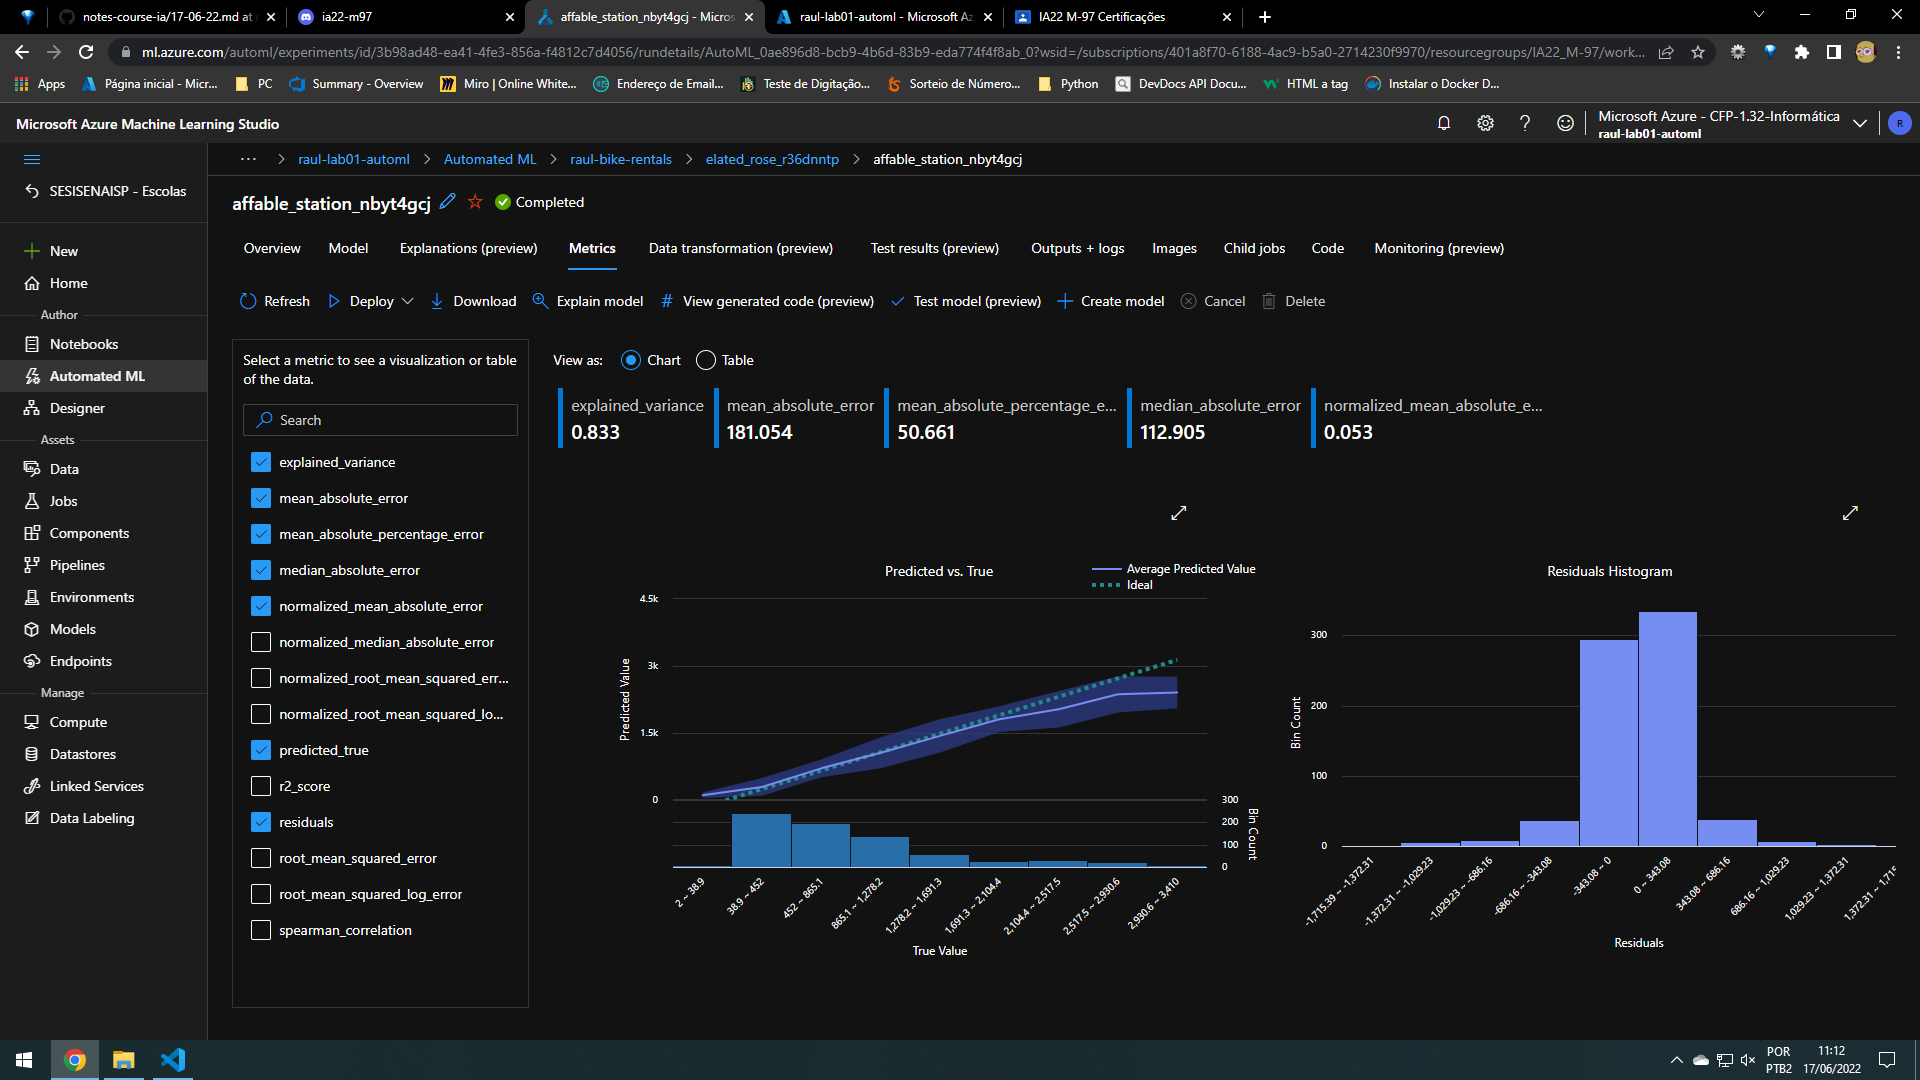 notes-course-ia/17-06-22.md at
ia22-m97
affable_station_nbyt4gcj - Micros
raul-lab01-automl - Microsoft Az
IA22 M-97 Certificações
ml.azure.com/automl/experiments/id/3b98ad48-ea41-4fe3-856a-f4812c7d4056/rundetails/AutoML_0ae896d8-bcb9-4b6d-83b9-eda774f4f8ab_0?wsid=/subscriptions/401a8f70-6188-4ac9-b5a0-2714230f9970/resourcegroups/IA22_M-97/work...
Apps
Página inicial - Micr...
PC
Summary - Overview
Miro | Online White...
Endereço de Email...
Teste de Digitação...
Sorteio de Número...
Python
DevDocs API Docu...
HTML a tag
Instalar o Docker D...
Microsoft Azure Machine Learning Studio
Microsoft Azure - CFP-1.32-Informática
raul-lab01-automl
R
SESISENAISP - Escolas
New
Home
Author
Notebooks
Automated ML
Designer
Assets
Data
Jobs
Components
Pipelines
Environments
Models
Endpoints
Manage
Compute
Datastores
Linked Services
Data Labeling
... > raul-lab01-automl > Automated ML > raul-bike-rentals > elated_rose_r36dnntp > affable_station_nbyt4gcj
affable_station_nbyt4gcj
Completed
Overview
Model
Explanations (preview)
Metrics
Data transformation (preview)
Test results (preview)
Outputs + logs
Images
Child jobs
Code
Monitoring (preview)
Refresh
Deploy
Download
Explain model
View generated code (preview)
Test model (preview)
Create model
Cancel
Delete
Select a metric to see a visualization or table
of the data.
Search
explained_variance
mean_absolute_error
mean_absolute_percentage_error
median_absolute_error
normalized_mean_absolute_error
normalized_median_absolute_error
normalized_root_mean_squared_err...
normalized_root_mean_squared_lo...
predicted_true
r2_score
residuals
root_mean_squared_error
root_mean_squared_log_error
spearman_correlation
View as:
Chart
Table
explained_variance
0.833
mean_absolute_error
181.054
mean_absolute_percentage_e...
50.661
median_absolute_error
112.905
normalized_mean_absolute_e...
0.053
Predicted vs. True
Average Predicted Value
Ideal
4.5k
3k
1.5k
0
Predicted Value
300
200
100
0
Bin Count
2 ~ 38.9
38.9 ~ 452
452 ~ 865.1
865.1 ~ 1,278.2
1,278.2 ~ 1,691.3
1,691.3 ~ 2,104.4
2,104.4 ~ 2,517.5
2,517.5 ~ 2,930.6
2,930.6 ~ 3,410
True Value
Residuals Histogram
300
200
100
0
Bin Count
-1,715.39 ~ -1,372.31
-1,372.31 ~ -1,029.23
-1,029.23 ~ -686.16
-686.16 ~ -343.08
-343.08 ~ 0
0 ~ 343.08
343.08 ~ 686.16
686.16 ~ 1,029.23
1,029.23 ~ 1,372.31
1,372.31 ~ 1,715
Residuals
POR
PTB2
11:12
17/06/2022